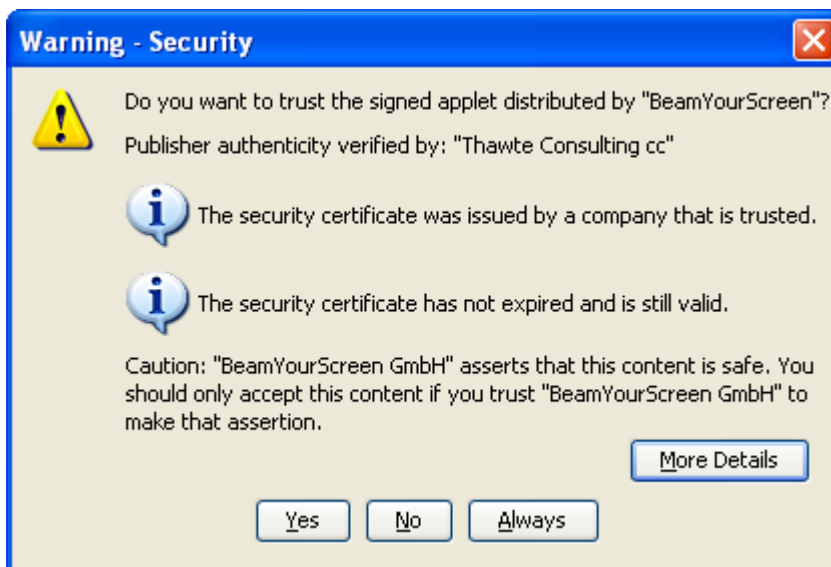 Warning - Security
Do you want to trust the signed applet distributed by "BeamYourScreen"?
Publisher authenticity verified by: "Thawte Consulting cc"
The security certificate was issued by a company that is trusted.
The security certificate has not expired and is still valid.
Caution: "BeamYourScreen GmbH" asserts that this content is safe. You
should only accept this content if you trust "BeamYourScreen GmbH" to
make that assertion.
More Details
Yes No Always